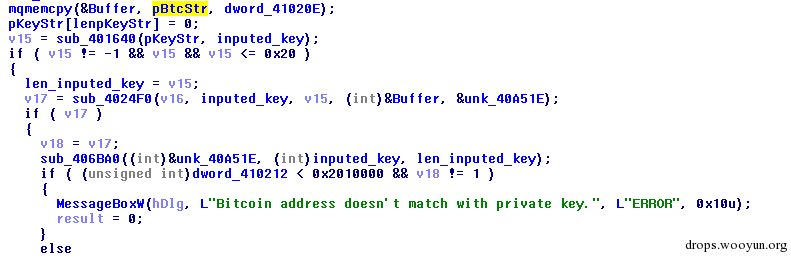 mqmemcpy(&Buffer, pBtcStr, dword_41020E);
pKeyStr[lenpKeyStr] = 0;
v15 = sub_401640(pKeyStr, inputed_key);
if ( v15 != -1 && v15 && v15 <= 0x20 )
{
len_inputed_key = v15;
v17 = sub_4024F0(v16, inputed_key, v15, (int)&Buffer, &unk_40A51E);
if ( v17 )
{
v18 = v17;
sub_406BA0((int)&unk_40A51E, (int)inputed_key, len_inputed_key);
if ( (unsigned int)dword_410212 < 0x2010000 && v18 != 1 )
{
MessageBoxW(hDlg, L"Bitcoin address doesn't match with private key.", L"ERROR", 0x10u);
result = 0;
}
else
drops.wooyun.org